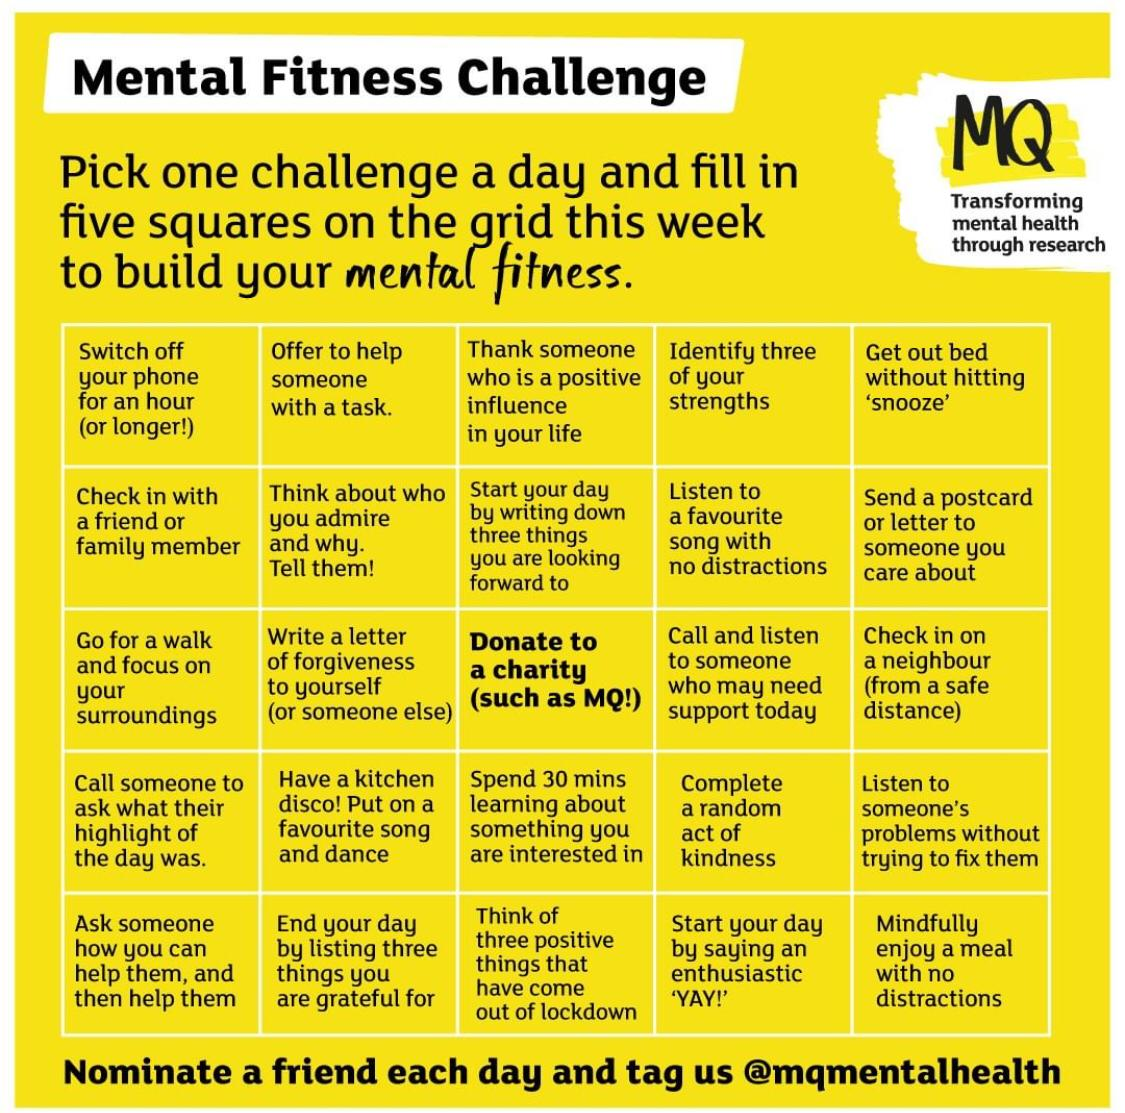 Mental Fitness Challenge
Pick one challenge a day and fill in
five squares on the grid this week
to build your mental fitness.
MQ
Transforming
mental health
through research
Switch off
your phone
for an hour
(or longer!)
Offer to help
someone
with a task.
Thank someone
who is a positive
influence
in your life
Identify three
of your
strengths
Get out bed
without hitting
‘snooze’
Check in with
a friend or
family member
Think about who
you admire
and why.
Tell them!
Start your day
by writing down
three things
you are looking
forward to
Listen to
a favourite
song with
no distractions
Send a postcard
or letter to
someone you
care about
Go for a walk
and focus on
your
surroundings
Write a letter
of forgiveness
to yourself
(or someone else)
Donate to
a charity
(such as MQ!)
Call and listen
to someone
who may need
support today
Check in on
a neighbour
(from a safe
distance)
Call someone to
ask what their
highlight of
the day was.
Have a kitchen
disco! Put on a
favourite song
and dance
Spend 30 mins
learning about
something you
are interested in
Complete
a random
act of
kindness
Listen to
someone’s
problems without
trying to fix them
Ask someone
how you can
help them, and
then help them
End your day
by listing three
things you
are grateful for
Think of
three positive
things that
have come
out of lockdown
Start your day
by saying an
enthusiastic
‘YAY!’
Mindfully
enjoy a meal
with no
distractions
Nominate a friend each day and tag us @mqmentalhealth